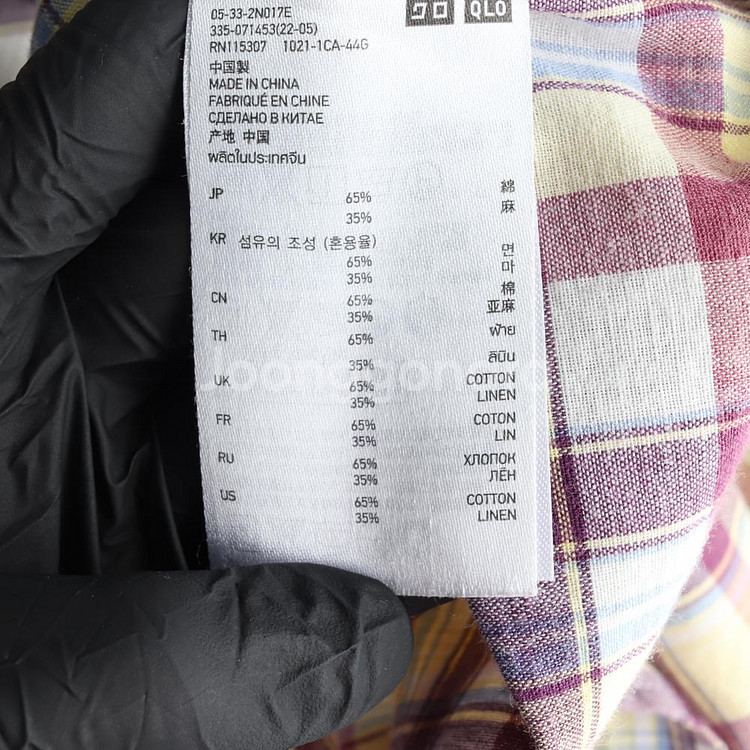 05-33-2N017E
335-071453(22-05)
RN115307 1021-1CA-44G
QLO
中国製
MADE IN CHINA
FABRIQUÉ EN CHINE
СДЕЛАНО В КИТАЕ
产地 中国
ผลิตในประเทศจีน
JP 65% 綿
35% 麻
KR 섬유의 조성 (혼용율)
65% 면
35% 마
CN 65% 棉
35% 亚麻
TH 65% ฝ้าย
35% ลินิน
UK 65% COTTON
35% LINEN
FR 65% COTON
35% LIN
RU 65% ХЛОПОК
35% ЛЁН
US 65% COTTON
35% LINEN